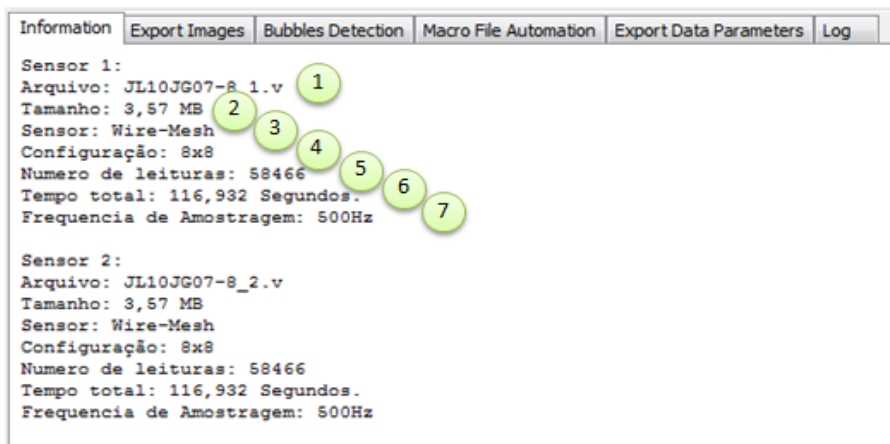 Information Export Images Bubbles Detection Macro File Automation Export Data Parameters Log
Sensor 1:
Arquivo: JL10JG07-8_1.v 1
Tamanho: 3,57 MB 2
Sensor: Wire-Mesh 3
Configuração: 8x8 4
Numero de leituras: 58466 5
Tempo total: 116,932 Segundos. 6
Frequencia de Amostragem: 500Hz 7
Sensor 2:
Arquivo: JL10JG07-8_2.v
Tamanho: 3,57 MB
Sensor: Wire-Mesh
Configuração: 8x8
Numero de leituras: 58466
Tempo total: 116,932 Segundos.
Frequencia de Amostragem: 500Hz